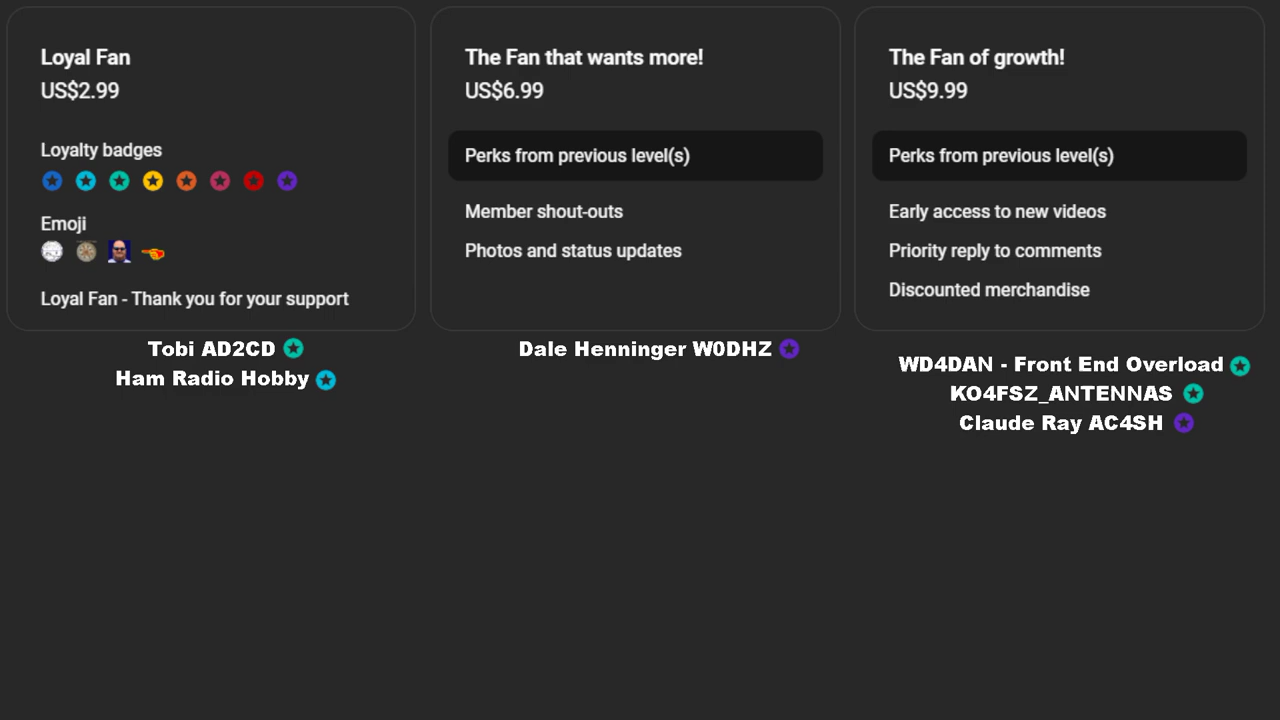 Loyal Fan
US$2.99
Loyalty badges
Emoji
Loyal Fan - Thank you for your support
Tobi AD2CD
Ham Radio Hobby
The Fan that wants more!
US$6.99
Perks from previous level(s)
Member shout-outs
Photos and status updates
Dale Henninger W0DHZ
The Fan of growth!
US$9.99
Perks from previous level(s)
Early access to new videos
Priority reply to comments
Discounted merchandise
WD4DAN - Front End Overload
KO4FSZ_ANTENNAS
Claude Ray AC4SH